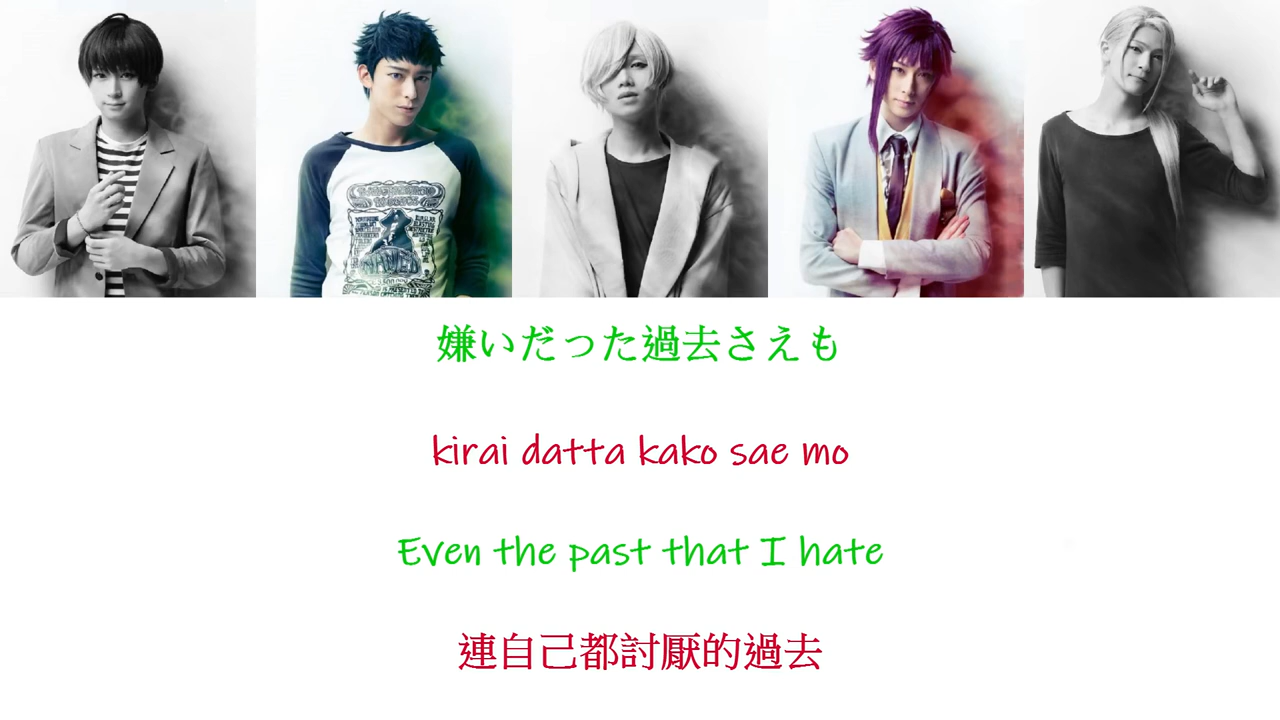 WANTED
嫌いだった過去さえも
kirai datta kako sae mo
Even the past that I hate
連自己都討厭的過去